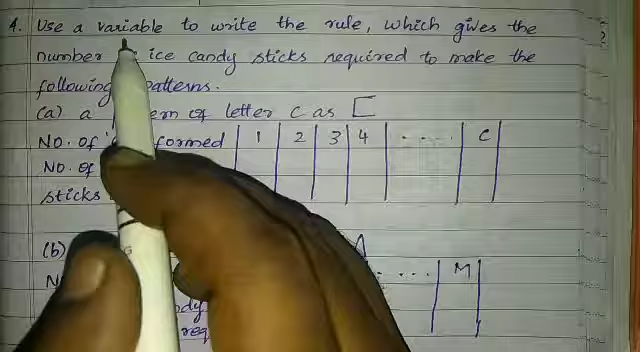 4. Use a variable to write the rule, which gives the
number ice candy sticks required to make the
following patterns.
(a) a of letter C as [
No. of formed 1 2 3 4 ........ C
No. of
sticks
(b)
.... M